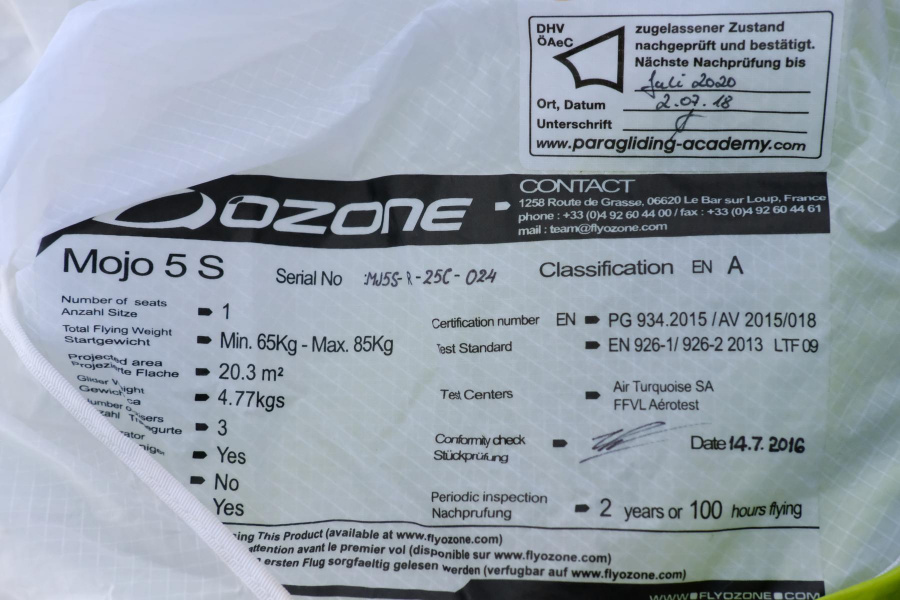 DHV
ÖAeC
zugelassener Zustand
nachgeprüft und bestätigt.
Nächste Nachprüfung bis
Juli 2020
Ort, Datum 2.07.18
Unterschrift
www.paragliding-academy.com
OZONE
CONTACT
1258 Route de Grasse, 06620 Le Bar sur Loup, France
phone : +33 (0)4 92 60 44 00 / fax : +33 (0)4 92 60 44 61
mail : team@flyozone.com
Mojo 5 S
Serial No MJ5S-R-25C-024
Classification EN A
Number of seats
Anzahl Sitze
1
Total Flying Weight
Startgewicht
Min. 65Kg - Max. 85Kg
Projected area
Projezierte Flache
20.3 m²
Glider Weight
Gewicht
4.77kgs
3
Yes
No
Yes
Certification number EN PG 934.2015 / AV 2015/018
Test Standard EN 926-1/ 926-2 2013 LTF 09
Test Centers
Air Turquoise SA
FFVL Aérotest
Conformity check
Stückprüfung
Date 14.7.2016
Periodic inspection
Nachprufung
2 years or 100 hours flying
This Product (available at www.flyozone.com)
attention avant le premier vol (disponible sur www.flyozone.com)
ersten Flug sorgfaeltig gelesen werden (verfugbar auf www.flyozone.com)
WWW.FLYOZONE.COM